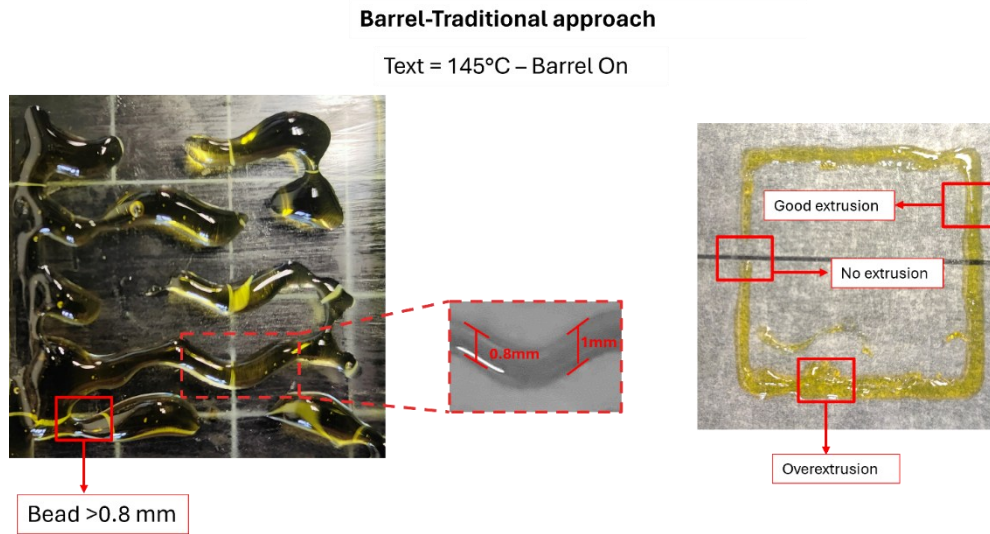 Barrel-Traditional approach
Text = 145°C – Barrel On
Good extrusion
No extrusion
0.8mm
1mm
Overextrusion
Bead >0.8 mm